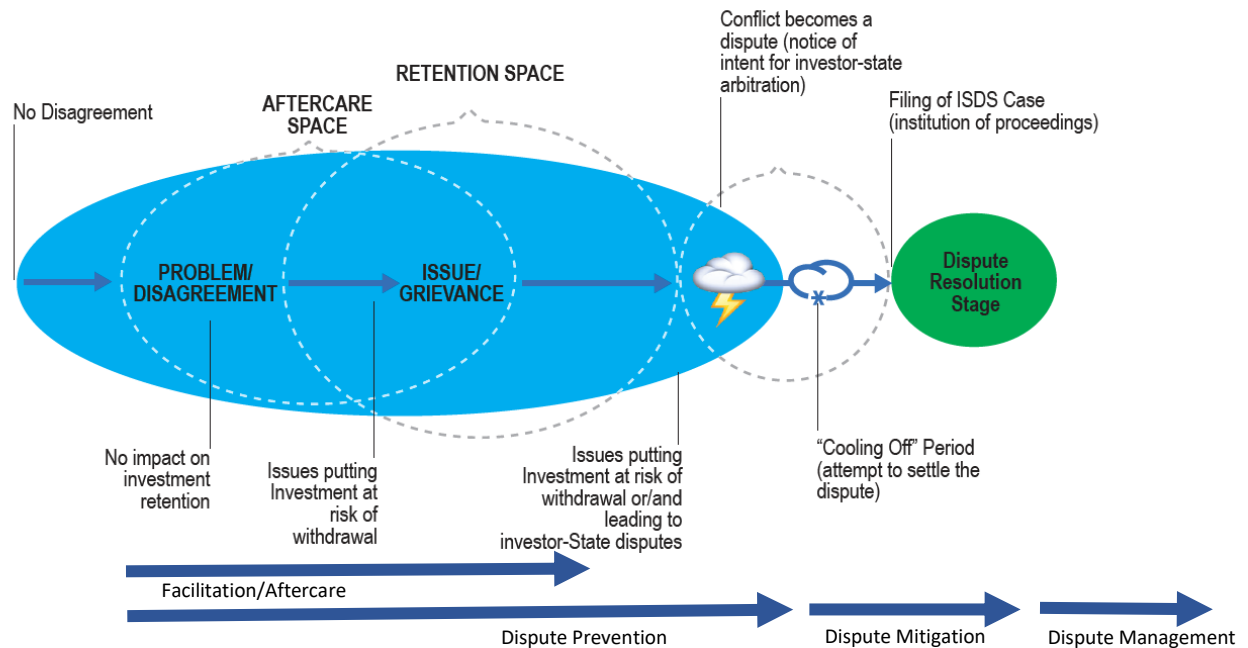 Conflict becomes a
dispute (notice of
intent for investor-state
arbitration)
RETENTION SPACE
Filing of ISDS Case
(institution of proceedings)
No Disagreement
AFTERCARE
SPACE
PROBLEM/
DISAGREEMENT
ISSUE/
GRIEVANCE
Dispute
Resolution
Stage
No impact on
investment
retention
Issues putting
Investment at
risk of
withdrawal
Issues putting
Investment at risk of
withdrawal or/and
leading to
investor-State disputes
“Cooling Off” Period
(attempt to settle the
dispute)
Facilitation/Aftercare
Dispute Prevention
Dispute Mitigation
Dispute Management